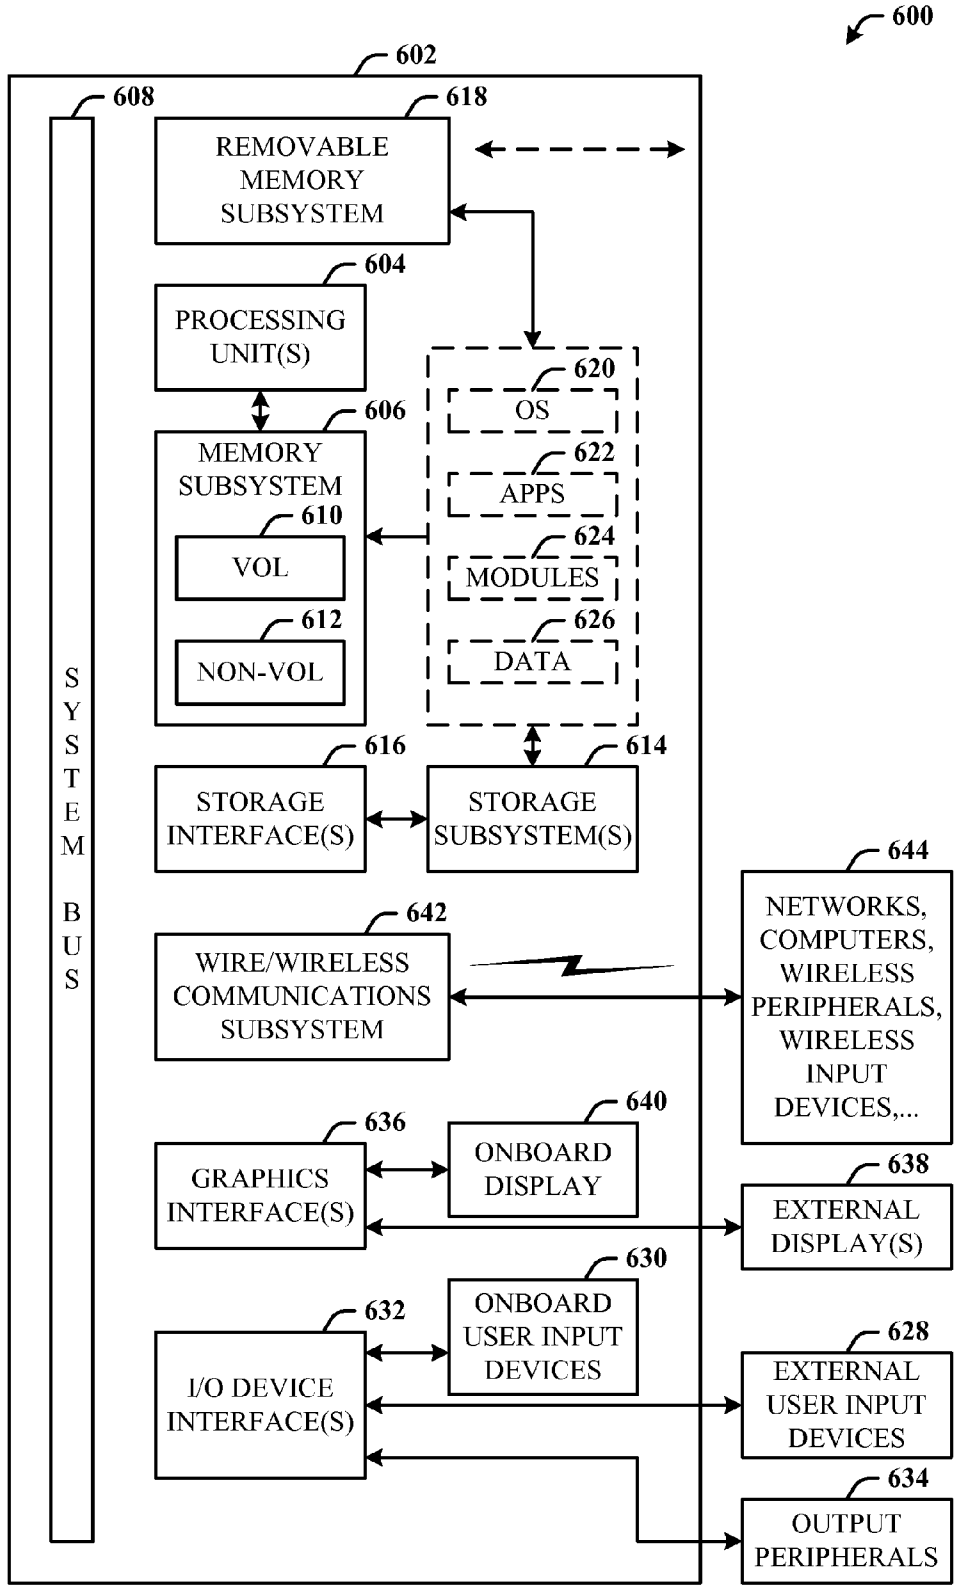 600
602
608
618
REMOVABLE
MEMORY
SUBSYSTEM
604
PROCESSING
UNIT(S)
606
MEMORY
SUBSYSTEM
610
VOL
612
NON-VOL
620
OS
622
APPS
624
MODULES
626
DATA
SYSTEM BUS
616
STORAGE
INTERFACE(S)
614
STORAGE
SUBSYSTEM(S)
642
WIRE/WIRELESS
COMMUNICATIONS
SUBSYSTEM
644
NETWORKS,
COMPUTERS,
WIRELESS
PERIPHERALS,
WIRELESS
INPUT
DEVICES,...
636
GRAPHICS
INTERFACE(S)
640
ONBOARD
DISPLAY
638
EXTERNAL
DISPLAY(S)
632
I/O DEVICE
INTERFACE(S)
630
ONBOARD
USER INPUT
DEVICES
628
EXTERNAL
USER INPUT
DEVICES
634
OUTPUT
PERIPHERALS